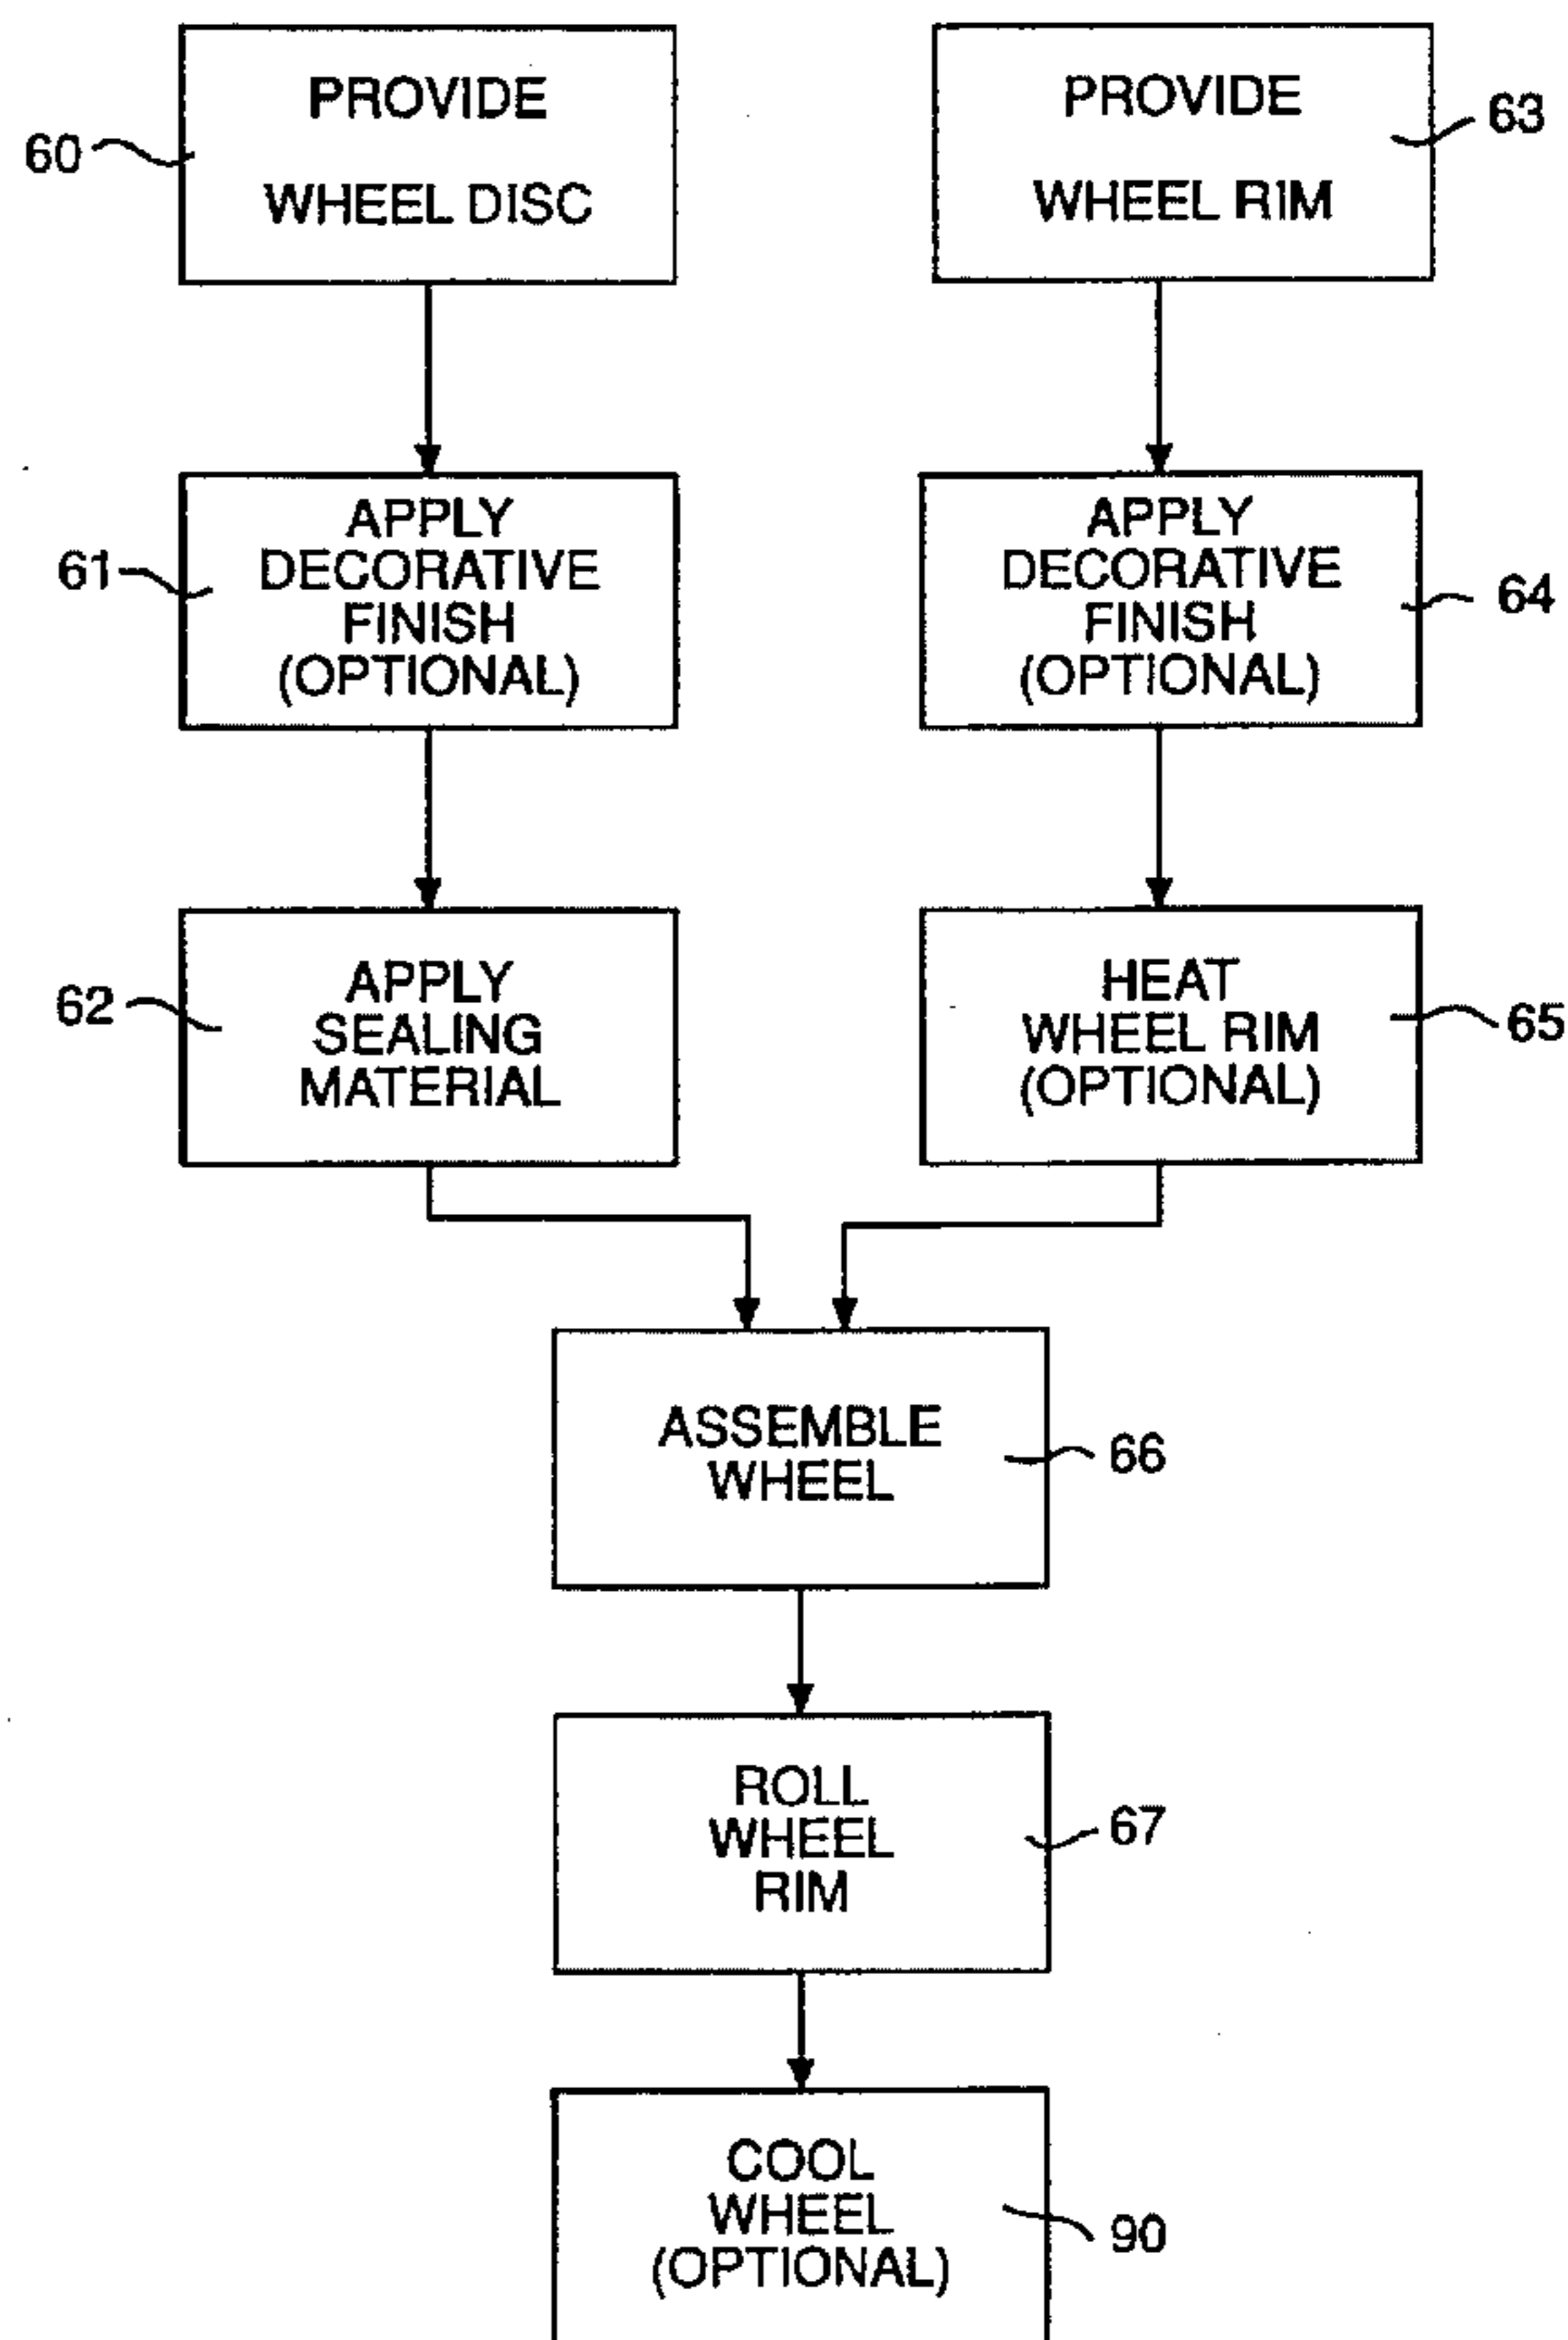 PROVIDE
WHEEL DISC
60
PROVIDE
WHEEL RIM
63
APPLY
DECORATIVE
FINISH
(OPTIONAL)
61
APPLY
DECORATIVE
FINISH
(OPTIONAL)
64
APPLY
SEALING
MATERIAL
62
HEAT
WHEEL RIM
(OPTIONAL)
65
ASSEMBLE
WHEEL
66
ROLL
WHEEL
RIM
67
COOL
WHEEL
(OPTIONAL)
90